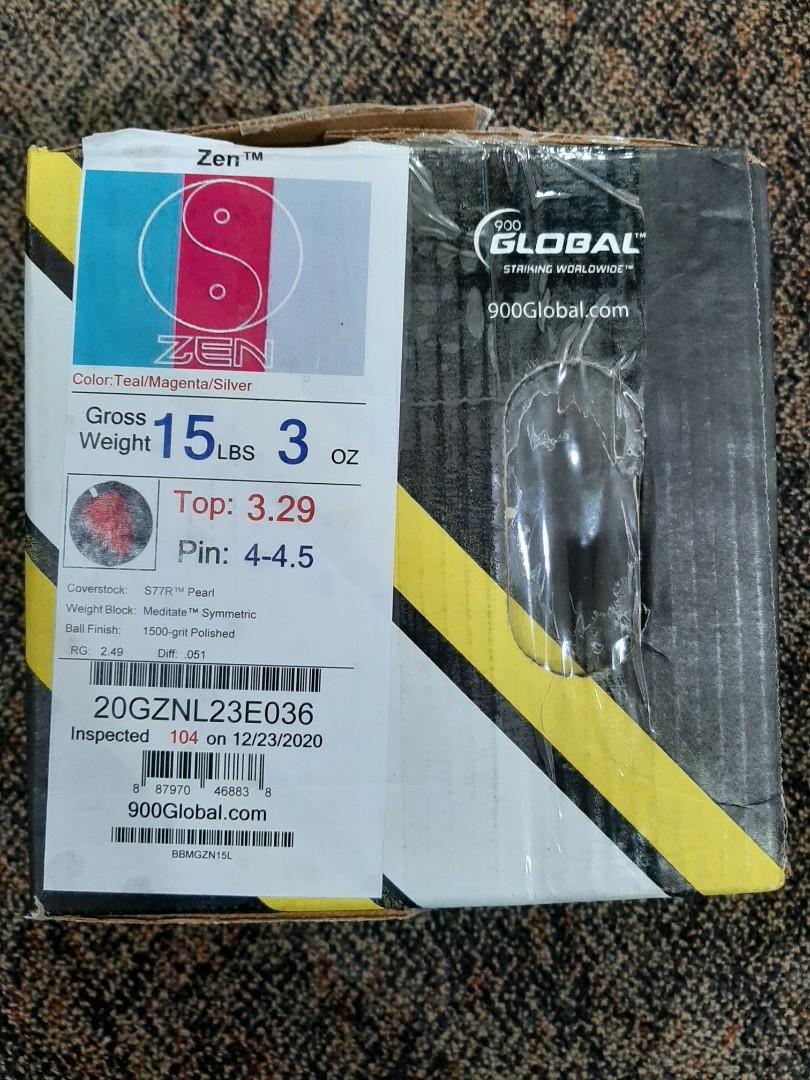 Zen™
ZEN
Color:Teal/Magenta/Silver
Gross Weight 15 LBS 3 OZ
Top: 3.29
Pin: 4-4.5
Coverstock: S77R™ Pearl
Weight Block: Meditate™ Symmetric
Ball Finish: 1500-grit Polished
RG: 2.49 Diff: .051
20GZNL23E036
Inspected 104 on 12/23/2020
8 87970 46883 8
900Global.com
BBMGZN15L
900
GLOBAL™
STRIKING WORLDWIDE™
900Global.com